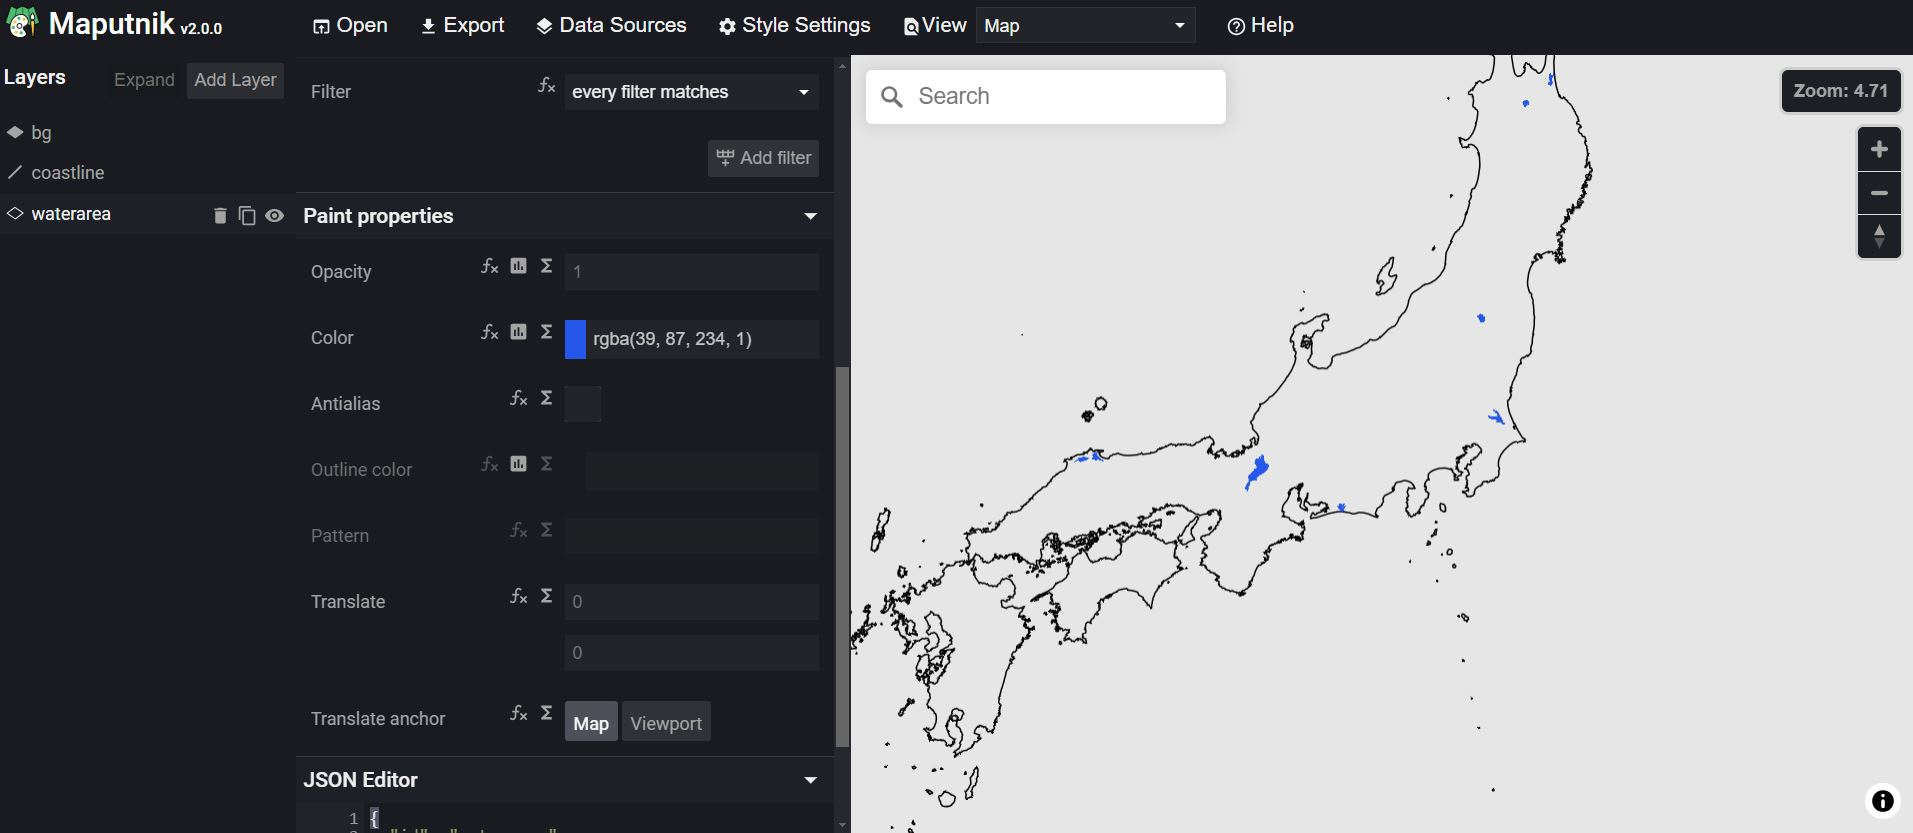 Maputnik v2.0.0
Open
Export
Data Sources
Style Settings
View
Map
Help
Layers
Expand
Add Layer
bg
coastline
waterarea
Filter
every filter matches
Add filter
Paint properties
Opacity
1
Color
rgba(39, 87, 234, 1)
Antialias
Outline color
Pattern
Translate
0
0
Translate anchor
Map
Viewport
JSON Editor
1 {
Search
Zoom: 4.71